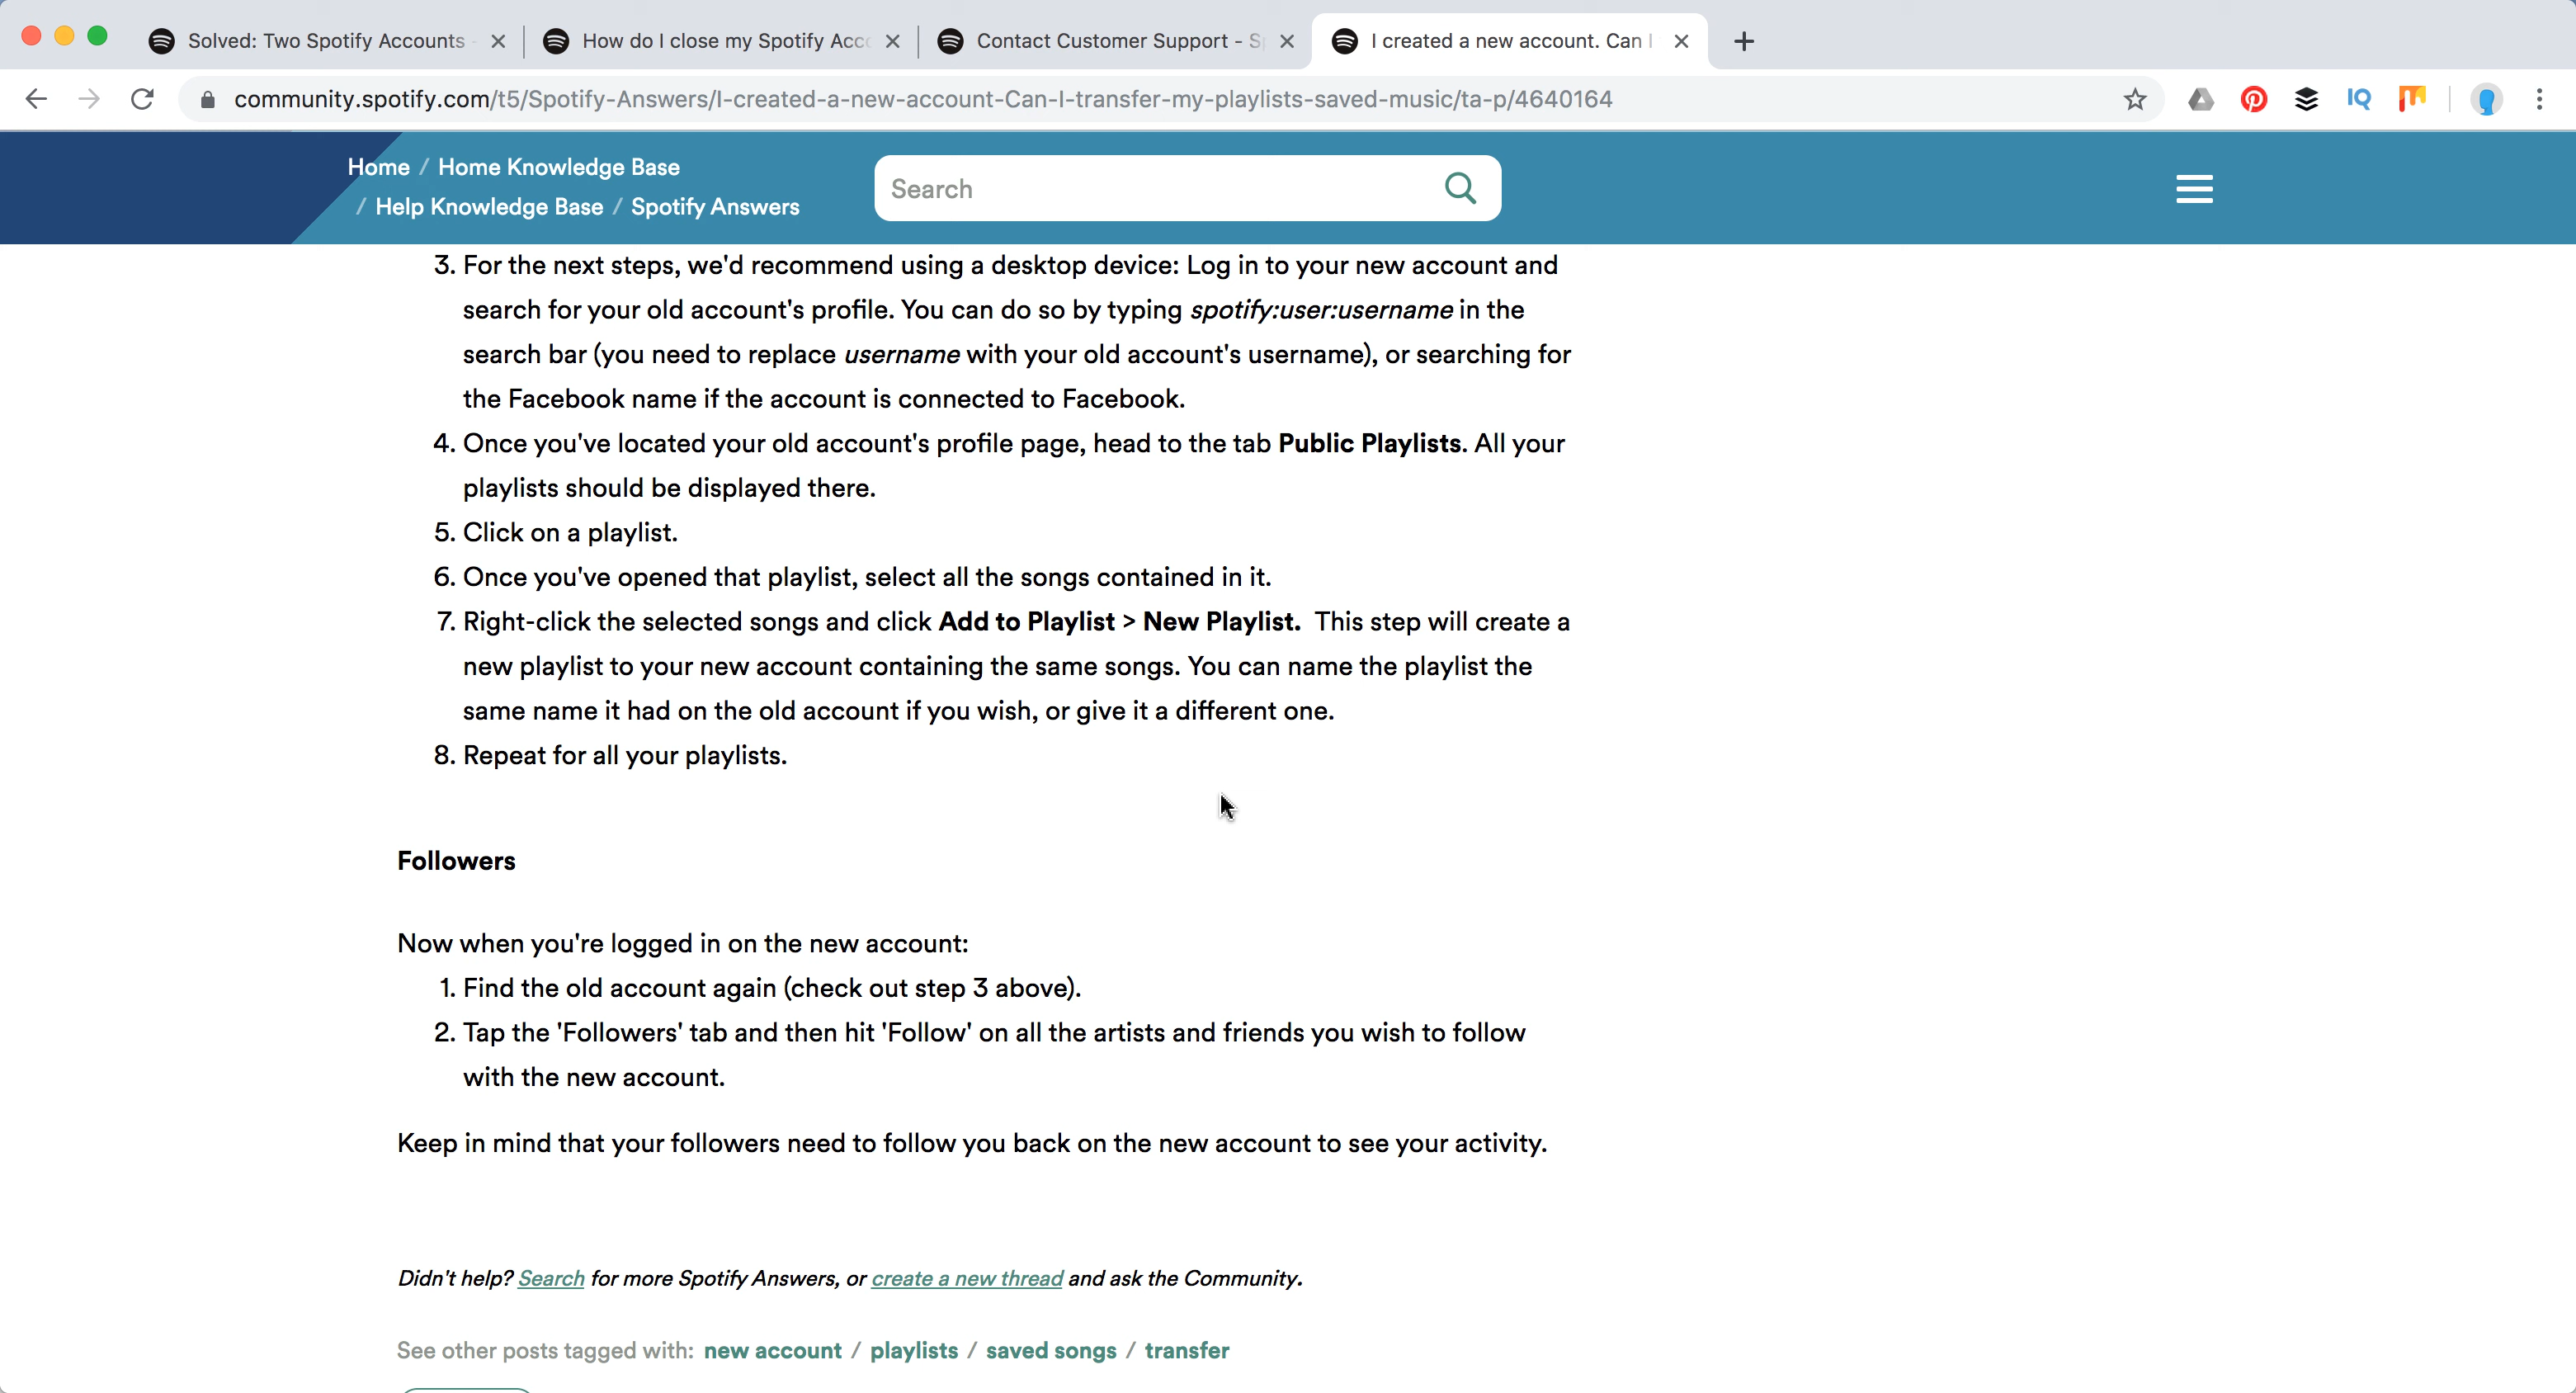 Solved: Two Spotify Accounts -
How do I close my Spotify Acc
Contact Customer Support - S
I created a new account. Can I
community.spotify.com/t5/Spotify-Answers/I-created-a-new-account-Can-I-transfer-my-playlists-saved-music/ta-p/4640164
IQ
Home / Home Knowledge Base
/ Help Knowledge Base / Spotify Answers
Search
3. For the next steps, we'd recommend using a desktop device: Log in to your new account and
search for your old account's profile. You can do so by typing spotify:user:username in the
search bar (you need to replace username with your old account's username), or searching for
the Facebook name if the account is connected to Facebook.
4. Once you've located your old account's profile page, head to the tab Public Playlists. All your
playlists should be displayed there.
5. Click on a playlist.
6. Once you've opened that playlist, select all the songs contained in it.
7. Right-click the selected songs and click Add to Playlist > New Playlist. This step will create a
new playlist to your new account containing the same songs. You can name the playlist the
same name it had on the old account if you wish, or give it a different one.
8. Repeat for all your playlists.
Followers
Now when you're logged in on the new account:
1. Find the old account again (check out step 3 above).
2. Tap the 'Followers' tab and then hit 'Follow' on all the artists and friends you wish to follow
with the new account.
Keep in mind that your followers need to follow you back on the new account to see your activity.
Didn't help? Search for more Spotify Answers, or create a new thread and ask the Community.
See other posts tagged with: new account / playlists / saved songs / transfer